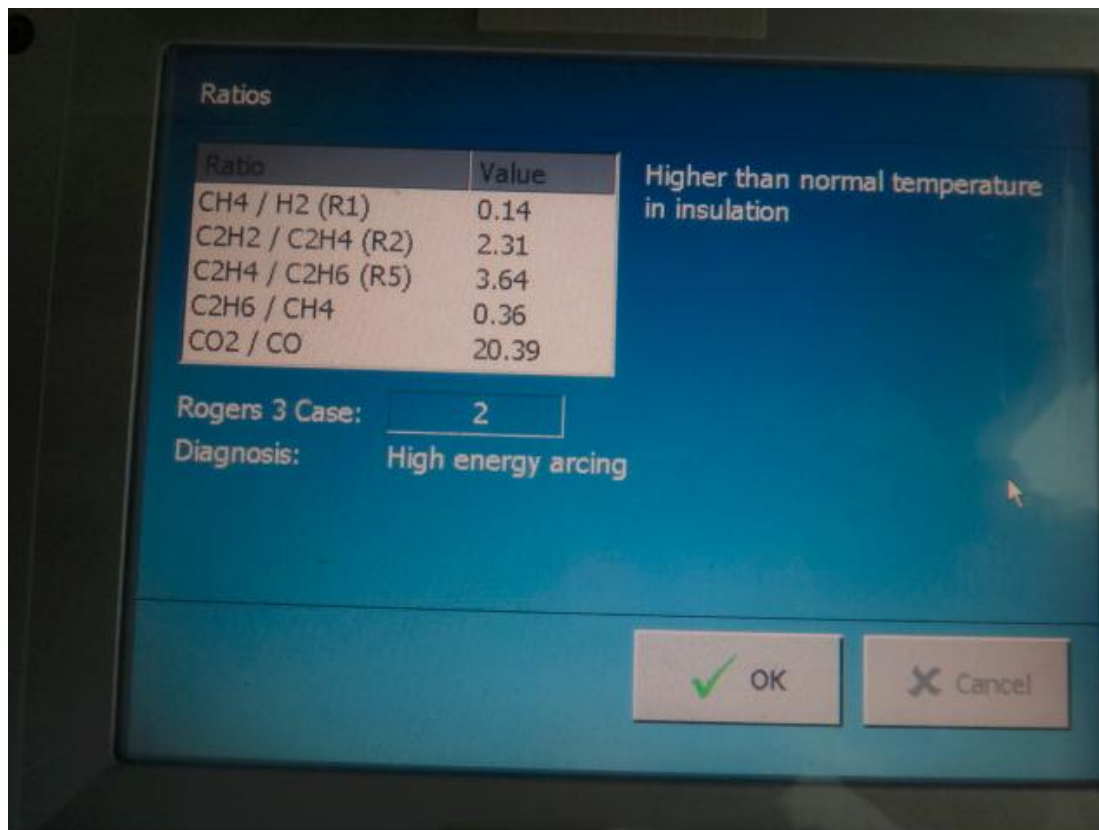 Ratios
Ratio Value
CH4 / H2 (R1) 0.14
C2H2 / C2H4 (R2) 2.31
C2H4 / C2H6 (R5) 3.64
C2H6 / CH4 0.36
CO2 / CO 20.39
Higher than normal temperature
in insulation
Rogers 3 Case: 2
Diagnosis: High energy arcing
OK Cancel